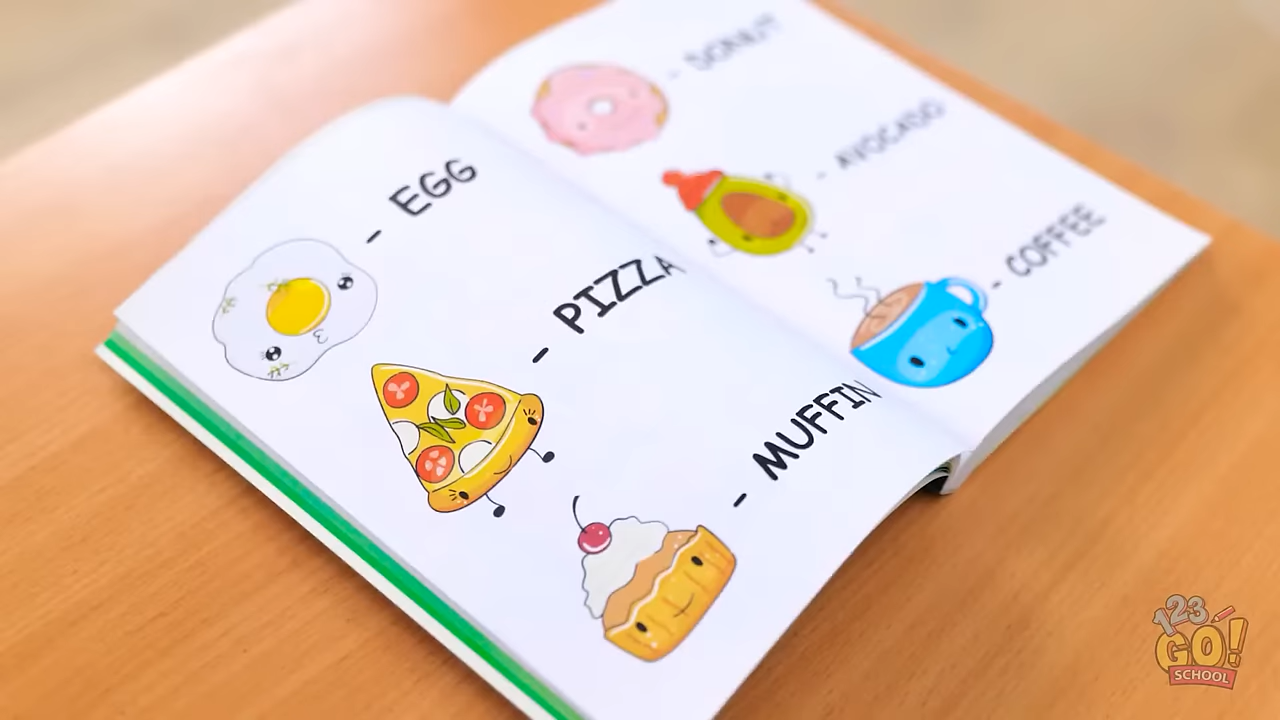 - EGG
- PIZZA
- MUFFIN
- DONUT
- AVOCADO
- COFFEE
123
GO!
SCHOOL